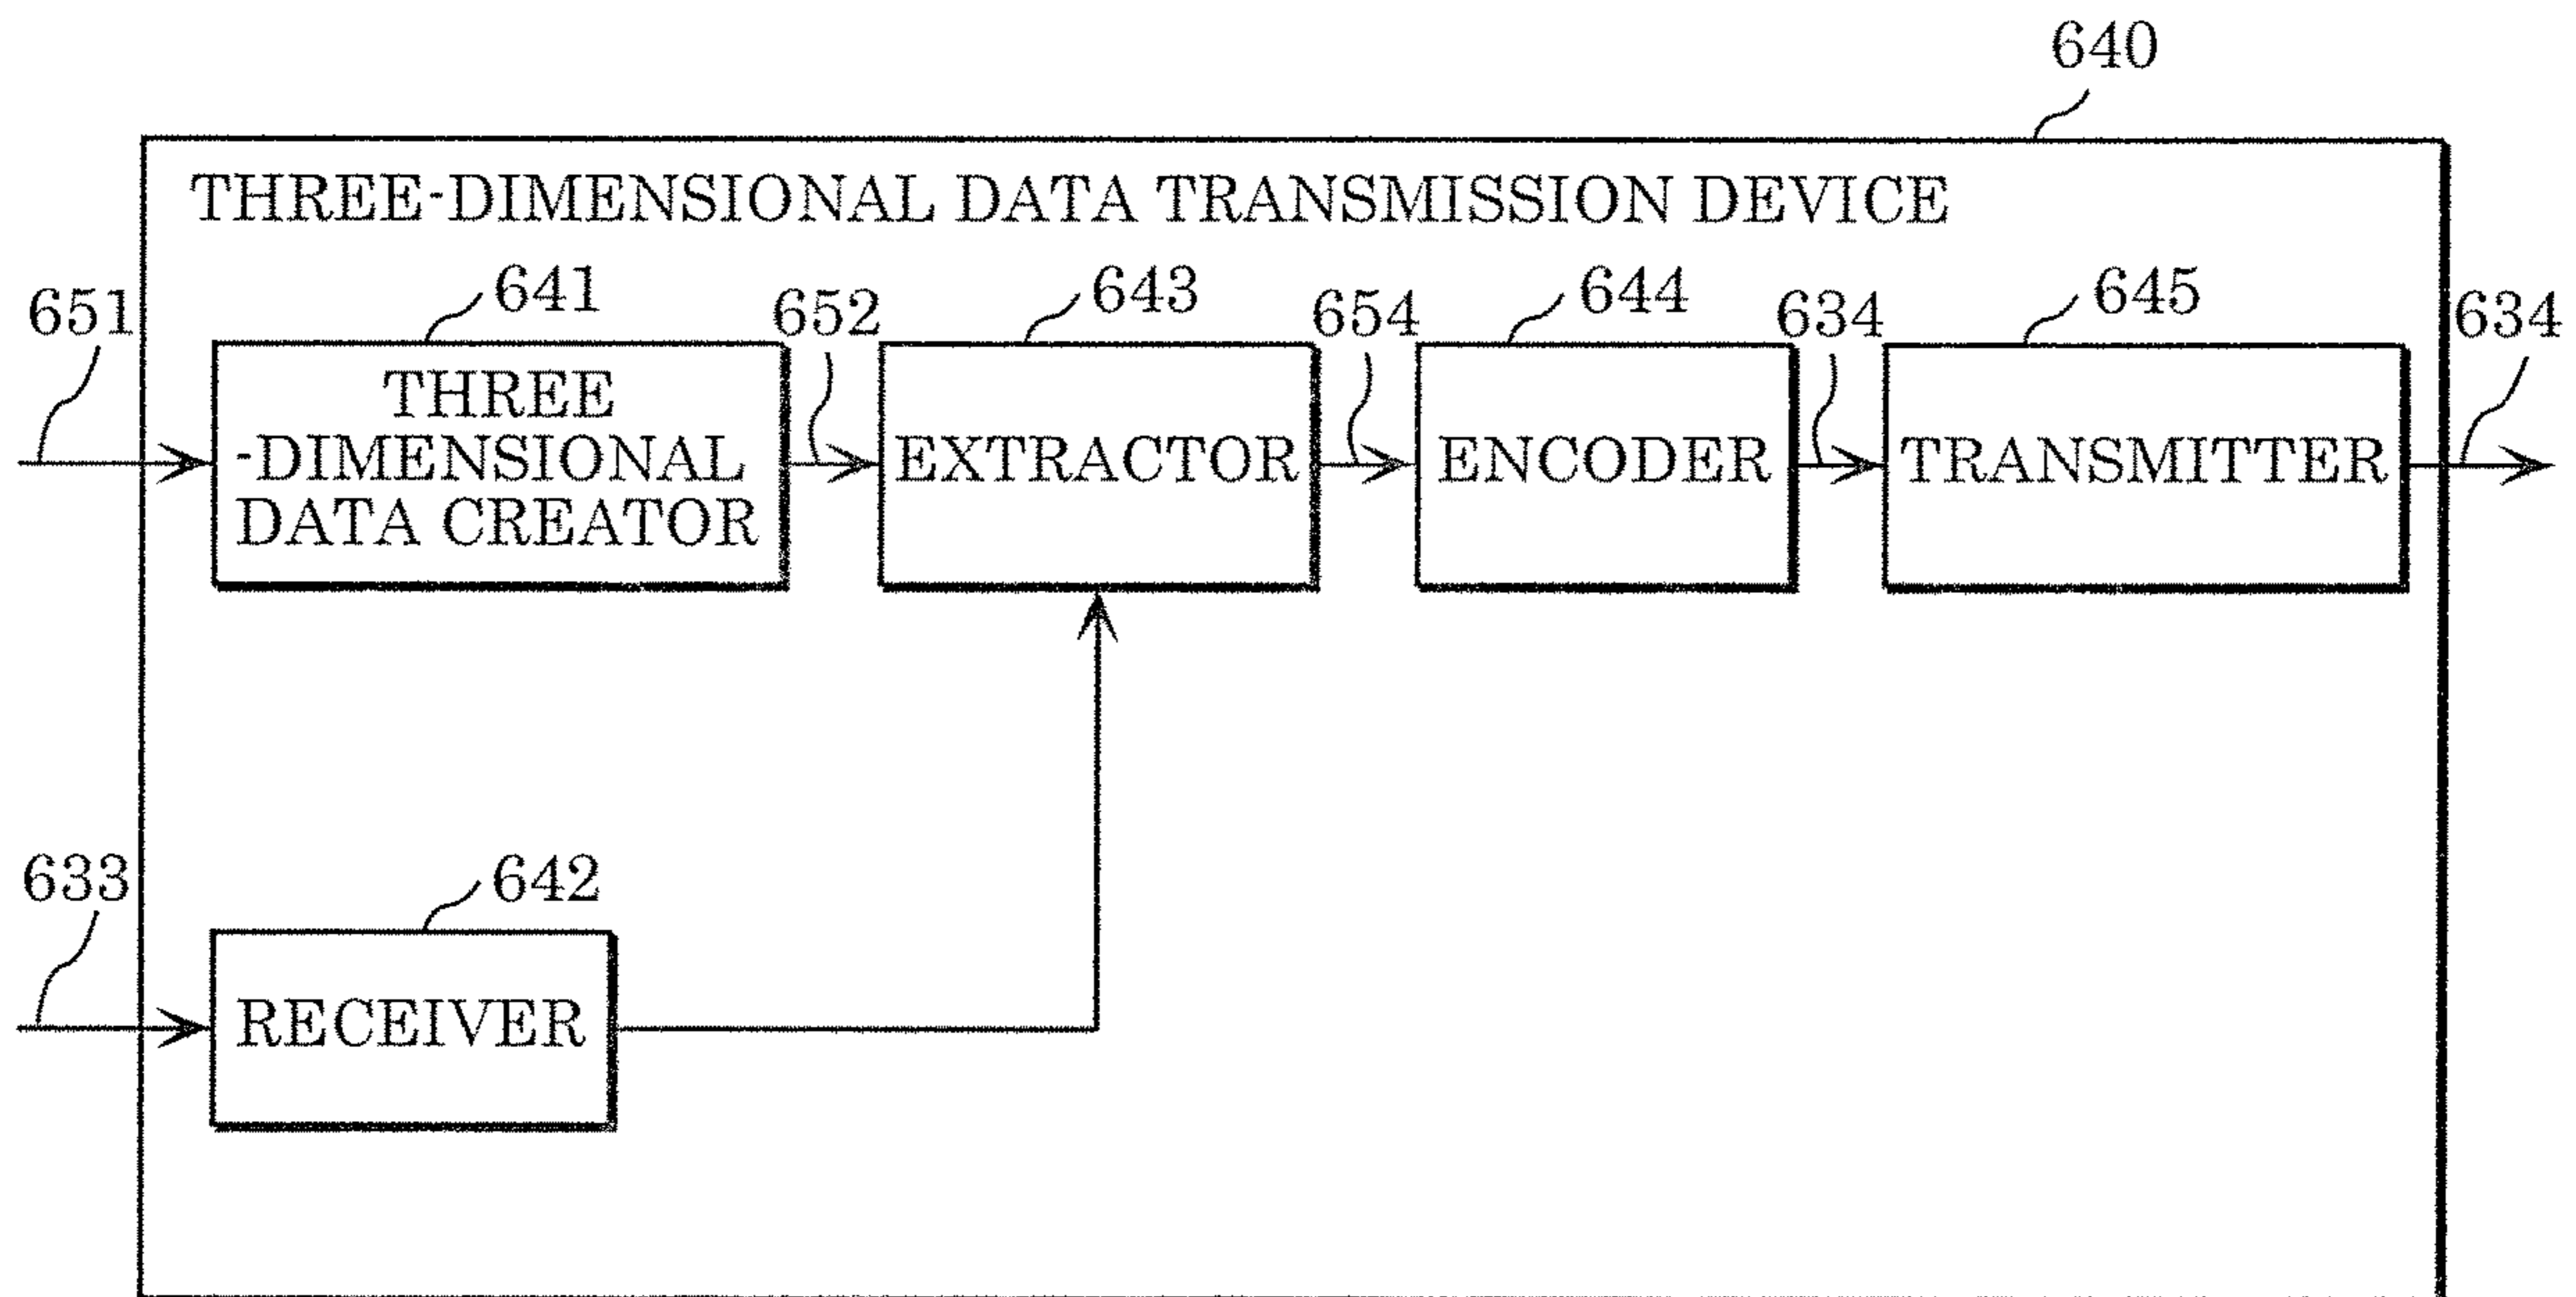 640
THREE-DIMENSIONAL DATA TRANSMISSION DEVICE
651
641
652
643
654
644
634
645
634
THREE
-DIMENSIONAL
DATA CREATOR
EXTRACTOR
ENCODER
TRANSMITTER
633
642
RECEIVER